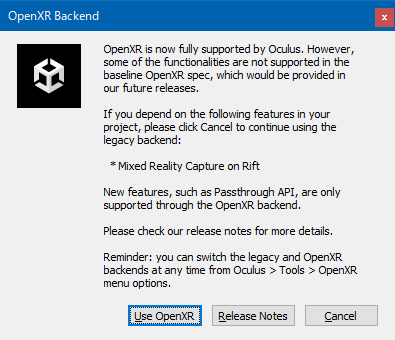 OpenXR Backend
x
OpenXR is now fully supported by Oculus. However,
some of the functionalities are not supported in the
baseline OpenXR spec, which would be provided in
our future releases.
If you depend on the following features in your
project, please click Cancel to continue using the
legacy backend:
* Mixed Reality Capture on Rift
New features, such as Passthrough API, are only
supported through the OpenXR backend.
Please check our release notes for more details.
Reminder: you can switch the legacy and OpenXR
backends at any time from Oculus > Tools > OpenXR
menu options.
Use OpenXR
Release Notes
Cancel